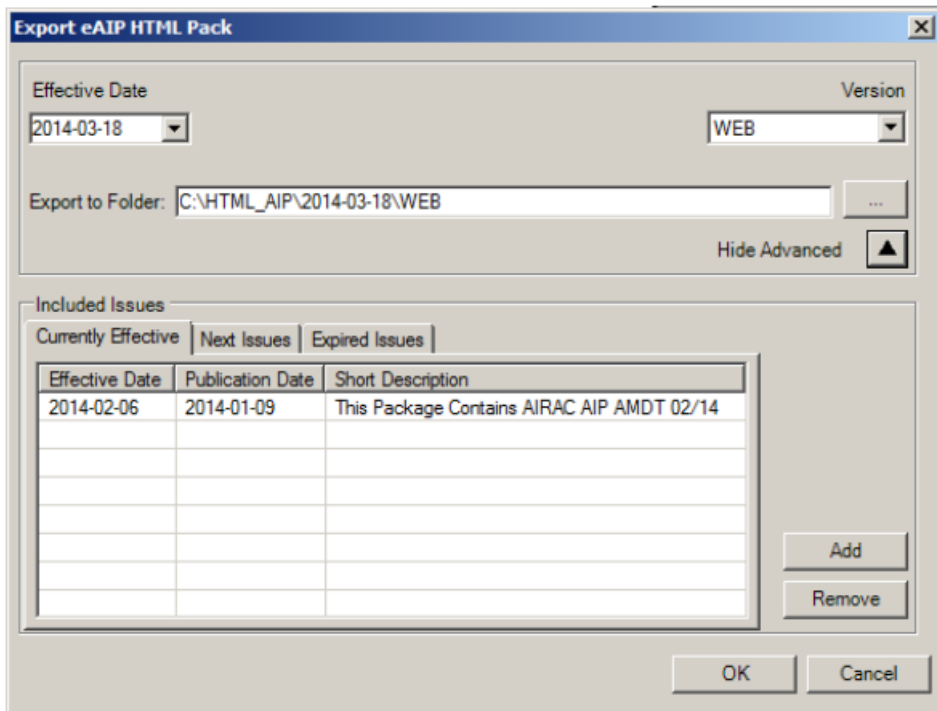 Export eAIP HTML Pack
Effective Date Version
2014-03-18 WEB
Export to Folder: C:\HTML_AIP\2014-03-18\WEB ...
Hide Advanced
Included Issues
Currently Effective Next Issues Expired Issues
Effective Date Publication Date Short Description
2014-02-06 2014-01-09 This Package Contains AIRAC AIP AMDT 02/14
Add
Remove
OK Cancel